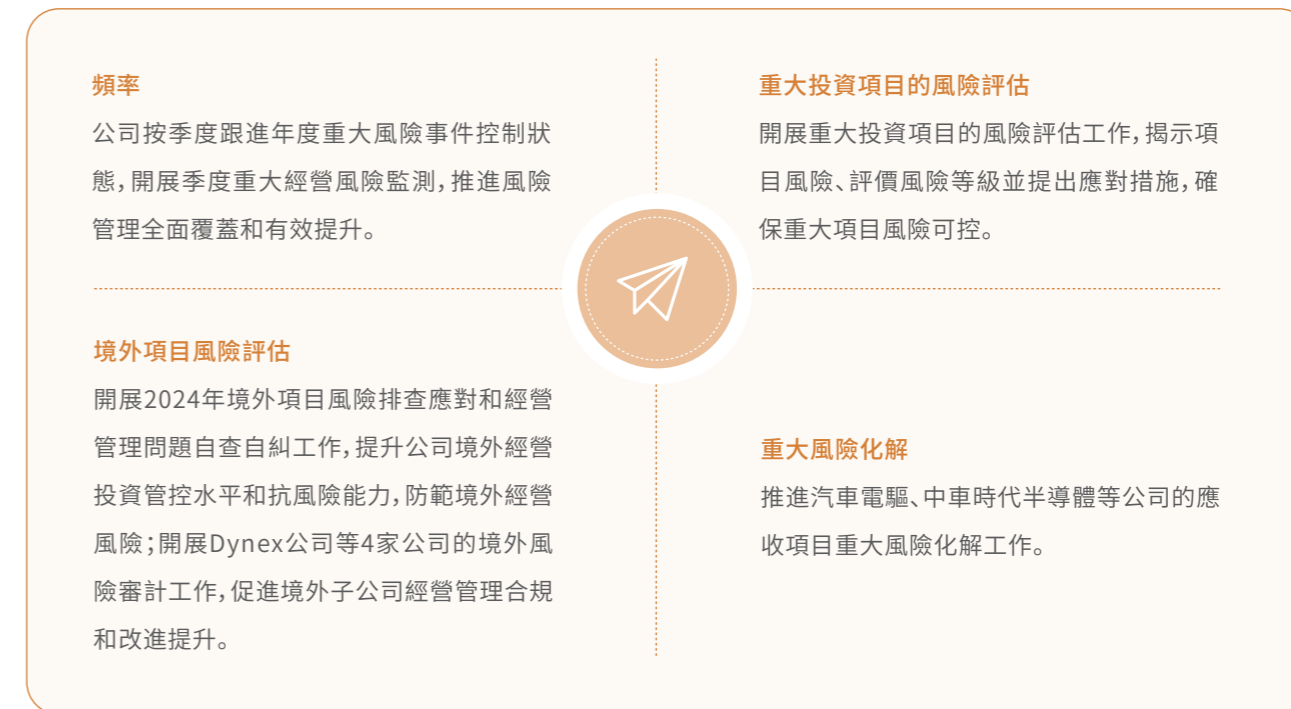 頻率
公司按季度跟進年度重大風險事件控制狀
態，開展季度重大經營風險監測，推進風險
管理全面覆蓋和有效提升。
重大投資項目的風險評估
開展重大投資項目的風險評估工作，揭示項
目風險、評價風險等級並提出應對措施，確
保重大項目風險可控。
境外項目風險評估
開展2024年境外項目風險排查應對和經營
管理問題自查自糾工作，提升公司境外經營
投資管控水平和抗風險能力，防範境外經營
風險；開展Dynex公司等4家公司的境外風
險審計工作，促進境外子公司經營管理合規
和改進提升。
重大風險化解
推進汽車電驅、中車時代半導體等公司的應
收項目重大風險化解工作。